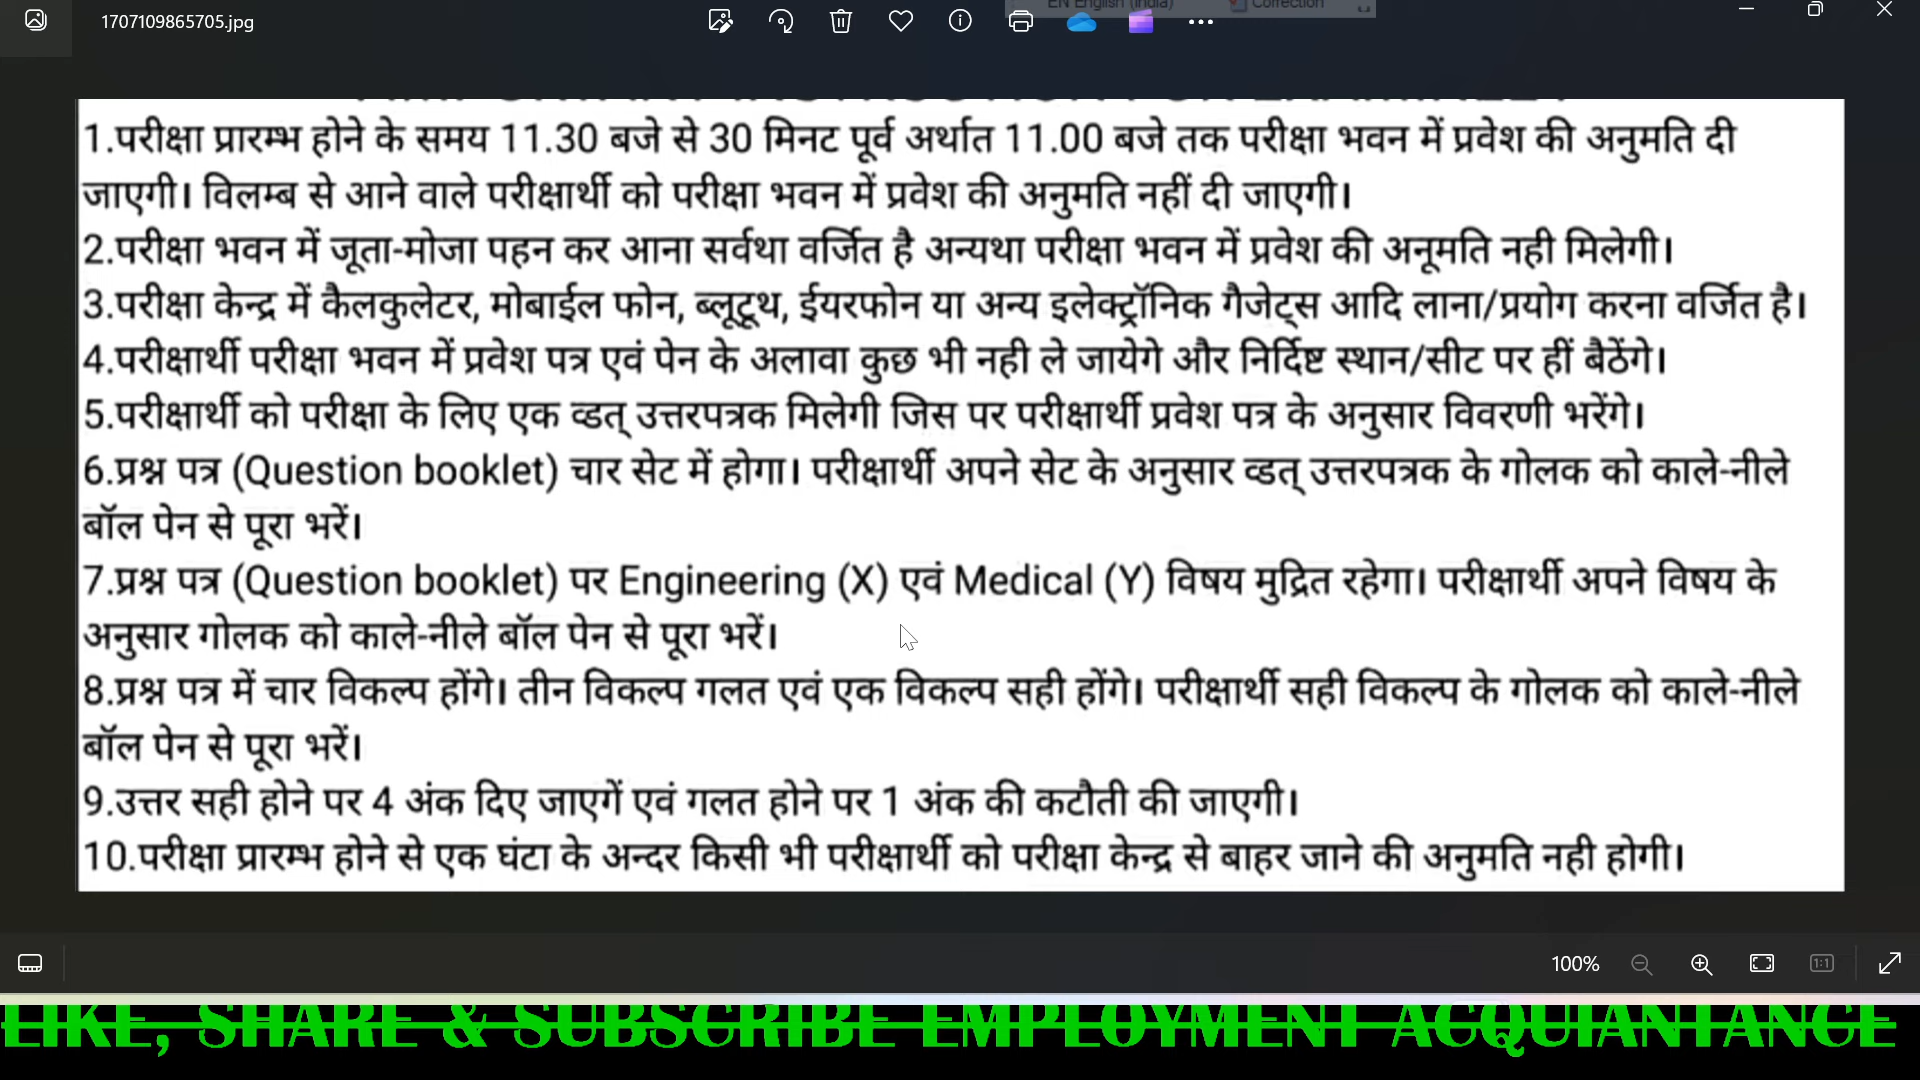 EN English (India) Correction
1707109865705.jpg
1.परीक्षा प्रारम्भ होने के समय 11.30 बजे से 30 मिनट पूर्व अर्थात 11.00 बजे तक परीक्षा भवन में प्रवेश की अनुमति दी
जाएगी। विलम्ब से आने वाले परीक्षार्थी को परीक्षा भवन में प्रवेश की अनुमति नहीं दी जाएगी।
2.परीक्षा भवन में जूता-मोजा पहन कर आना सर्वथा वर्जित है अन्यथा परीक्षा भवन में प्रवेश की अनूमति नही मिलेगी।
3.परीक्षा केन्द्र में कैलकुलेटर, मोबाईल फोन, ब्लूटूथ, ईयरफोन या अन्य इलेक्ट्रॉनिक गैजेट्स आदि लाना/प्रयोग करना वर्जित है।
4.परीक्षार्थी परीक्षा भवन में प्रवेश पत्र एवं पेन के अलावा कुछ भी नही ले जायेगे और निर्दिष्ट स्थान/सीट पर हीं बैठेंगे।
5.परीक्षार्थी को परीक्षा के लिए एक व्डत् उत्तरपत्रक मिलेगी जिस पर परीक्षार्थी प्रवेश पत्र के अनुसार विवरणी भरेंगे।
6.प्रश्न पत्र (Question booklet) चार सेट में होगा। परीक्षार्थी अपने सेट के अनुसार व्डत् उत्तरपत्रक के गोलक को काले-नीले
बॉल पेन से पूरा भरें।
7.प्रश्न पत्र (Question booklet) पर Engineering (X) एवं Medical (Y) विषय मुद्रित रहेगा। परीक्षार्थी अपने विषय के
अनुसार गोलक को काले-नीले बॉल पेन से पूरा भरें।
8.प्रश्न पत्र में चार विकल्प होंगे। तीन विकल्प गलत एवं एक विकल्प सही होंगे। परीक्षार्थी सही विकल्प के गोलक को काले-नीले
बॉल पेन से पूरा भरें।
9.उत्तर सही होने पर 4 अंक दिए जाएगें एवं गलत होने पर 1 अंक की कटौती की जाएगी।
10.परीक्षा प्रारम्भ होने से एक घंटा के अन्दर किसी भी परीक्षार्थी को परीक्षा केन्द्र से बाहर जाने की अनुमति नही होगी।
100% 1:1
LIKE, SHARE & SUBSCRIBE EMPLOYMENT ACQUIANTANCE